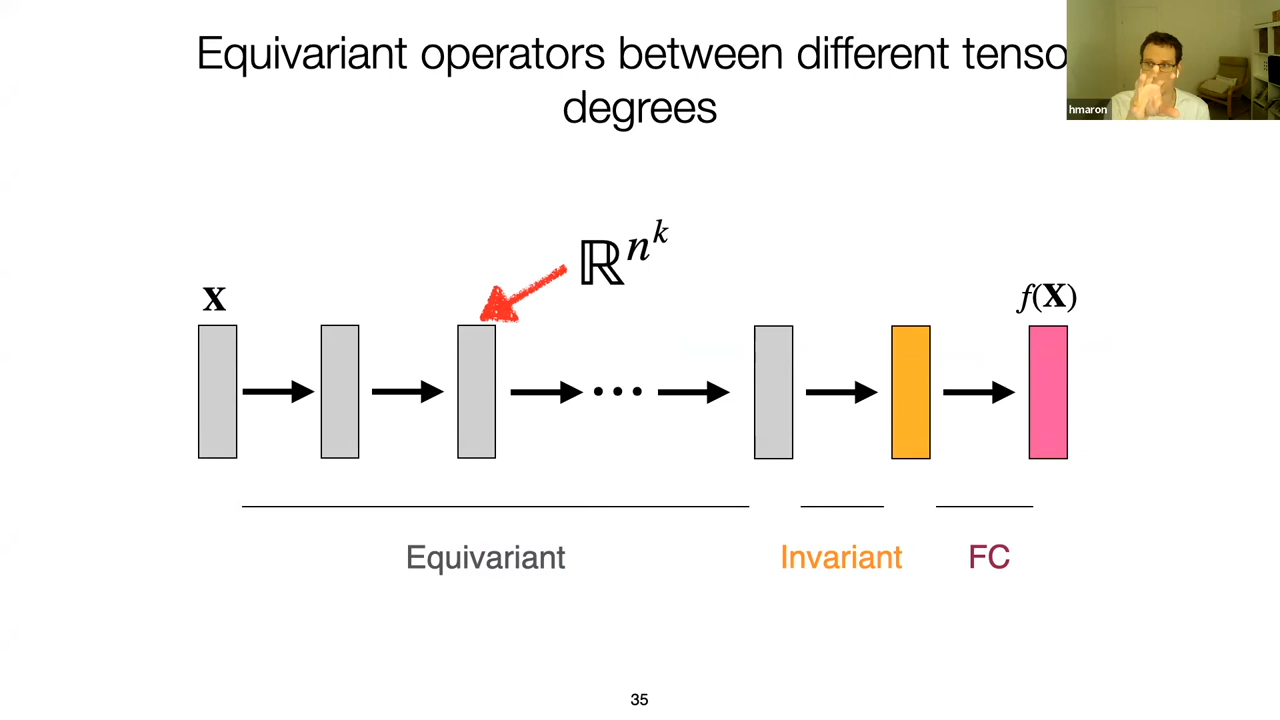 Equivariant operators between different tenso
degrees
hmaron
ℝ^{n^k}
X
f(X)
...
Equivariant
Invariant
FC
35